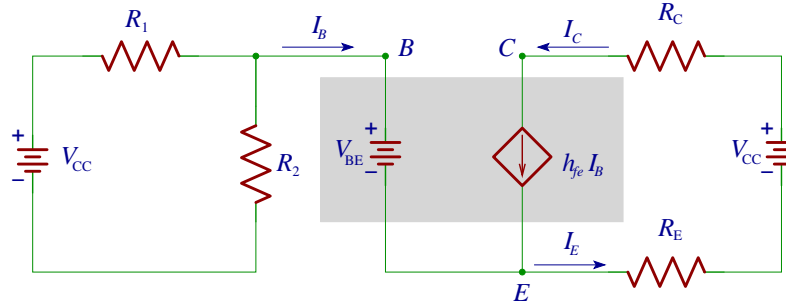 R1 IB B C IC RC
+ VCC − R2 + VBE − hfe IB VCC + −
IE RE
E